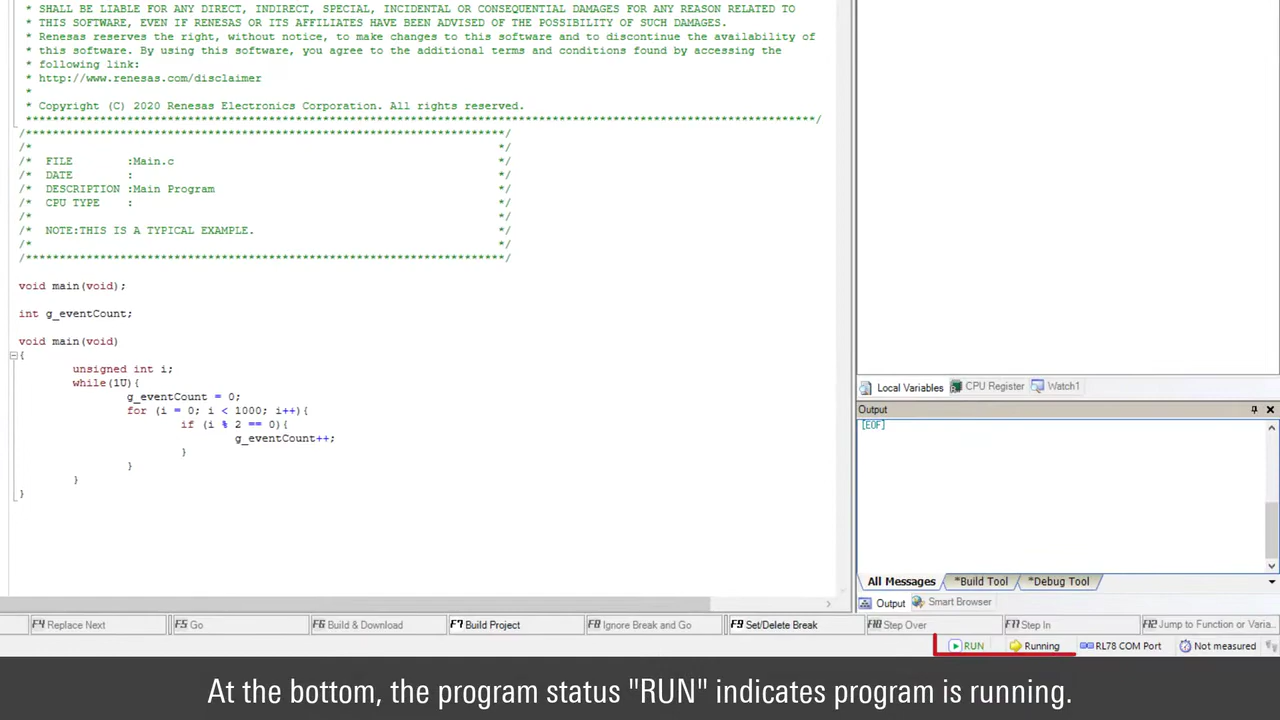 * SHALL BE LIABLE FOR ANY DIRECT, INDIRECT, SPECIAL, INCIDENTAL OR CONSEQUENTIAL DAMAGES FOR ANY REASON RELATED TO
* THIS SOFTWARE, EVEN IF RENESAS OR ITS AFFILIATES HAVE BEEN ADVISED OF THE POSSIBILITY OF SUCH DAMAGES.
* Renesas reserves the right, without notice, to make changes to this software and to discontinue the availability of
* this software. By using this software, you agree to the additional terms and conditions found by accessing the
* following link:
* http://www.renesas.com/disclaimer
*
* Copyright (C) 2020 Renesas Electronics Corporation. All rights reserved.
***********************************************************************************************************************/
/***********************************************************************/
/*                                                                     */
/*  FILE        :Main.c                                                */
/*  DATE        :                                                      */
/*  DESCRIPTION :Main Program                                          */
/*  CPU TYPE    :                                                      */
/*                                                                     */
/*  NOTE:THIS IS A TYPICAL EXAMPLE.                                    */
/*                                                                     */
/***********************************************************************/
void main(void);
int g_eventCount;
void main(void)
{
unsigned int i;
while(1U){
g_eventCount = 0;
for (i = 0; i < 1000; i++){
if (i % 2 == 0){
g_eventCount++;
}
}
}
}
Local Variables CPU Register Watch1
Output
[EOF]
All Messages *Build Tool *Debug Tool
Output Smart Browser
F4 Replace Next F5 Go F6 Build & Download F7 Build Project F8 Ignore Break and Go F9 Set/Delete Break F10 Step Over F11 Step In F12 Jump to Function or Varia...
RUN Running RL78 COM Port Not measured
At the bottom, the program status "RUN" indicates program is running.